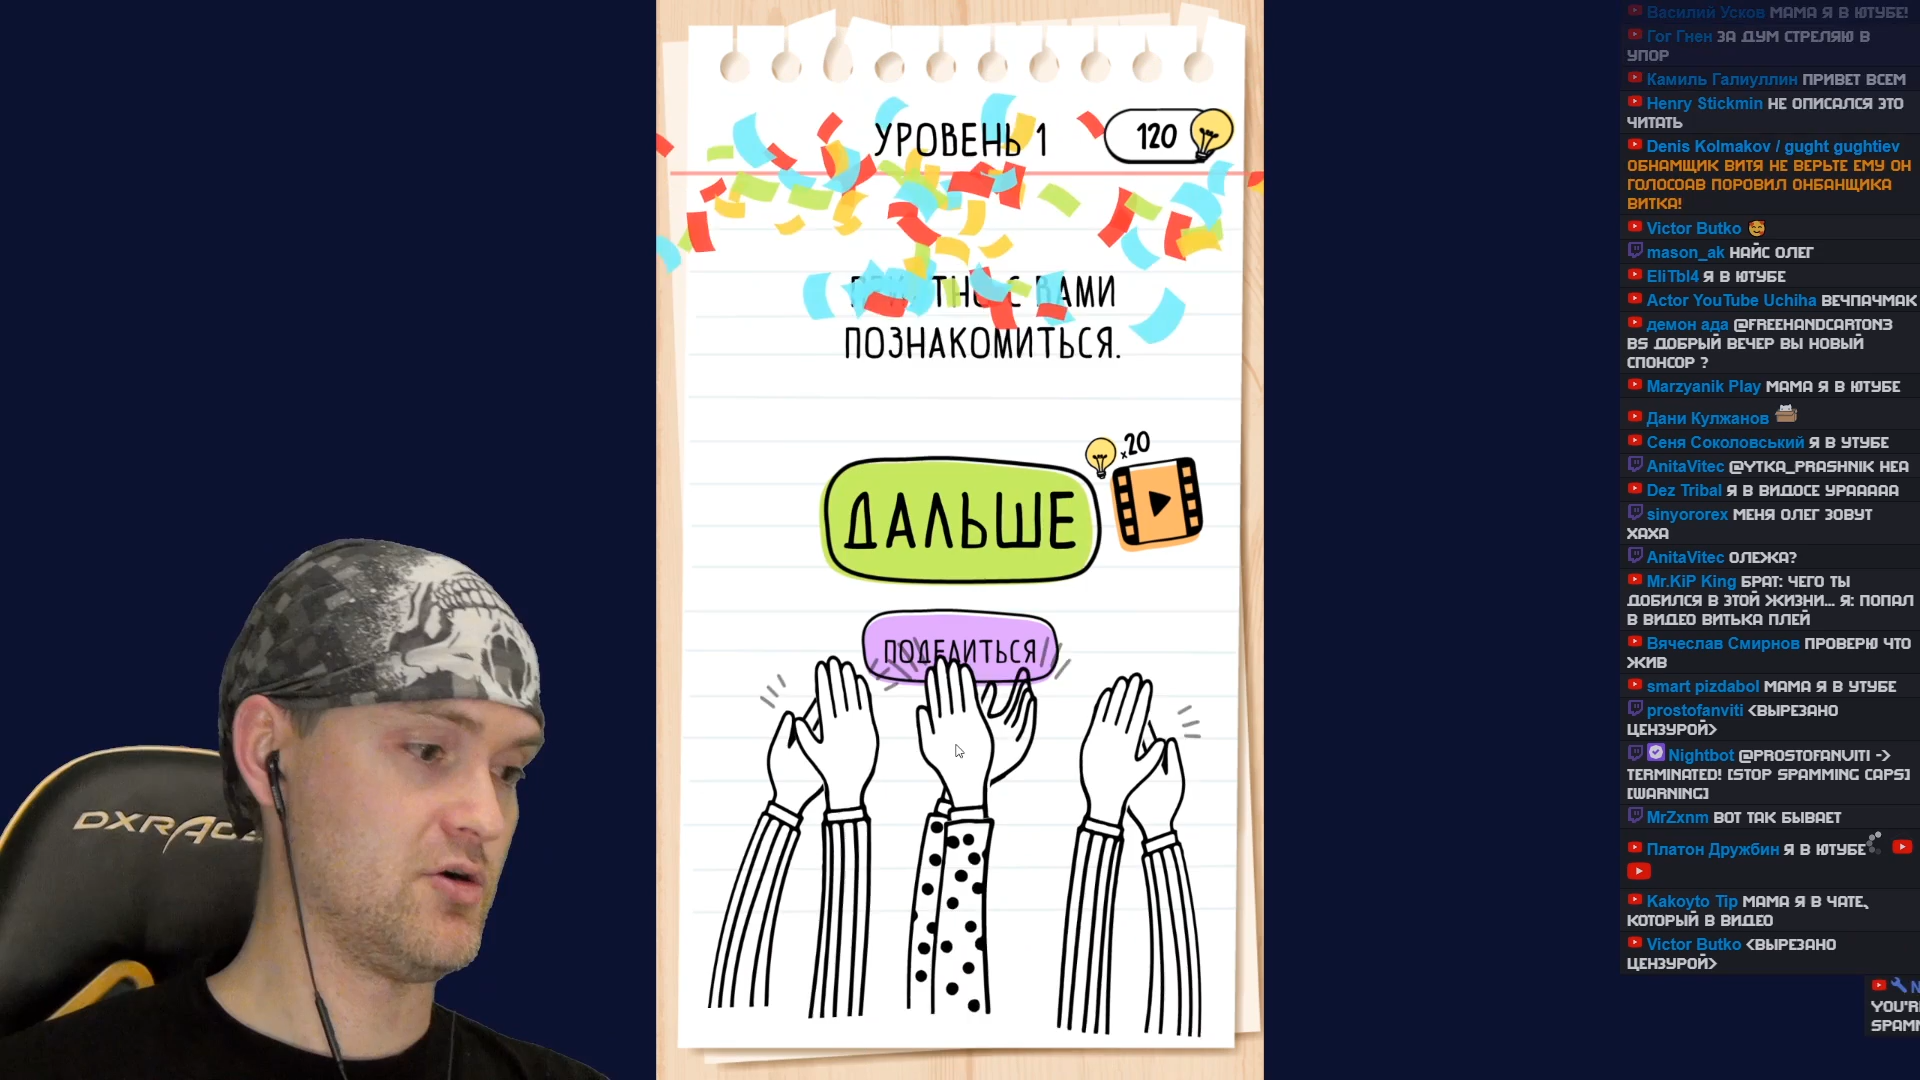 УРОВЕНЬ 1
120
С ВАМИ
ПОЗНАКОМИТЬСЯ.
x20
ДАЛЬШЕ
ПОДЕЛИТЬСЯ
DXRAC
Василий Усков МАМА Я В ЮТУБЕ!
Гог Гнен ЗА ДУМ СТРЕЛЯЮ В
УПОР
Камиль Галиуллин ПРИВЕТ ВСЕМ
Henry Stickmin НЕ ОПИСАЛСЯ ЭТО
ЧИТАТЬ
Denis Kolmakov / gught gughtiev
ОБНАМЩИК ВИТЯ НЕ ВЕРЬТЕ ЕМУ ОН
ГОЛОСОАВ ПОРОВИЛ ОНБАНЩИКА
ВИТКА!
Victor Butko
mason_ak НАЙС ОЛЕГ
EliTbl4 Я В ЮТУБЕ
Actor YouTube Uchiha ВЕЧПАЧМАК
демон ада @FREEHANDCARTON3
BS ДОБРЫЙ ВЕЧЕР ВЫ НОВЫЙ
СПОНСОР ?
Marzyanik Play МАМА Я В ЮТУБЕ
Дани Кулжанов
Сеня Соколовський Я В УТУБЕ
AnitaVitec @YTKA_PRASHNIK НЕА
Dez Tribal Я В ВИДОСЕ УРААААА
sinyororex МЕНЯ ОЛЕГ ЗОВУТ
ХАХА
AnitaVitec ОЛЕЖА?
Mr.KiP King БРАТ: ЧЕГО ТЫ
ДОБИЛСЯ В ЭТОЙ ЖИЗНИ... Я: ПОПАЛ
В ВИДЕО ВИТЬКА ПЛЕЙ
Вячеслав Смирнов ПРОВЕРЮ ЧТО
ЖИВ
smart pizdabol МАМА Я В УТУБЕ
prostofanviti <ВЫРЕЗАНО
ЦЕНЗУРОЙ>
Nightbot @PROSTOFANVITI ->
TERMINATED! [STOP SPAMMING CAPS]
[WARNING]
MrZxnm ВОТ ТАК БЫВАЕТ
Платон Дружбин Я В ЮТУБЕ
Kakoyto Tip МАМА Я В ЧАТЕ,
КОТОРЫЙ В ВИДЕО
Victor Butko <ВЫРЕЗАНО
ЦЕНЗУРОЙ>
N
YOU'R
SPAMM